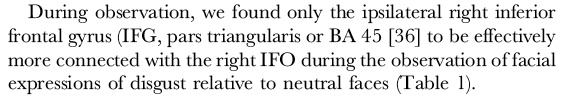 During observation, we found only the ipsilateral right inferior
frontal gyrus (IFG, pars triangularis or BA 45 [36] to be effectively
more connected with the right IFO during the observation of facial
expressions of disgust relative to neutral faces (Table 1).